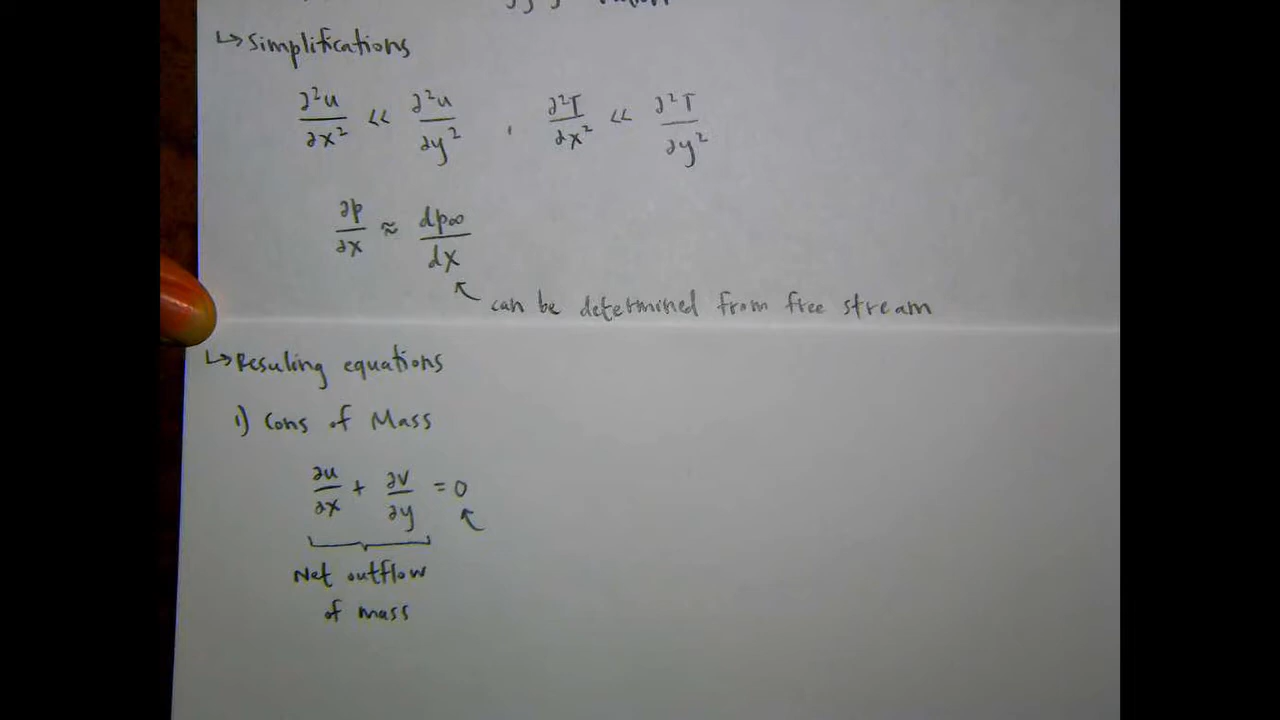 ↳ Simplifications
∂²u/∂x² << ∂²u/∂y² , ∂²T/∂x² << ∂²T/∂y²
∂p/∂x ≈ dp∞/dx
can be determined from free stream
↳ Resuling equations
1) Cons of Mass
∂u/∂x + ∂v/∂y = 0
Net outflow
of mass